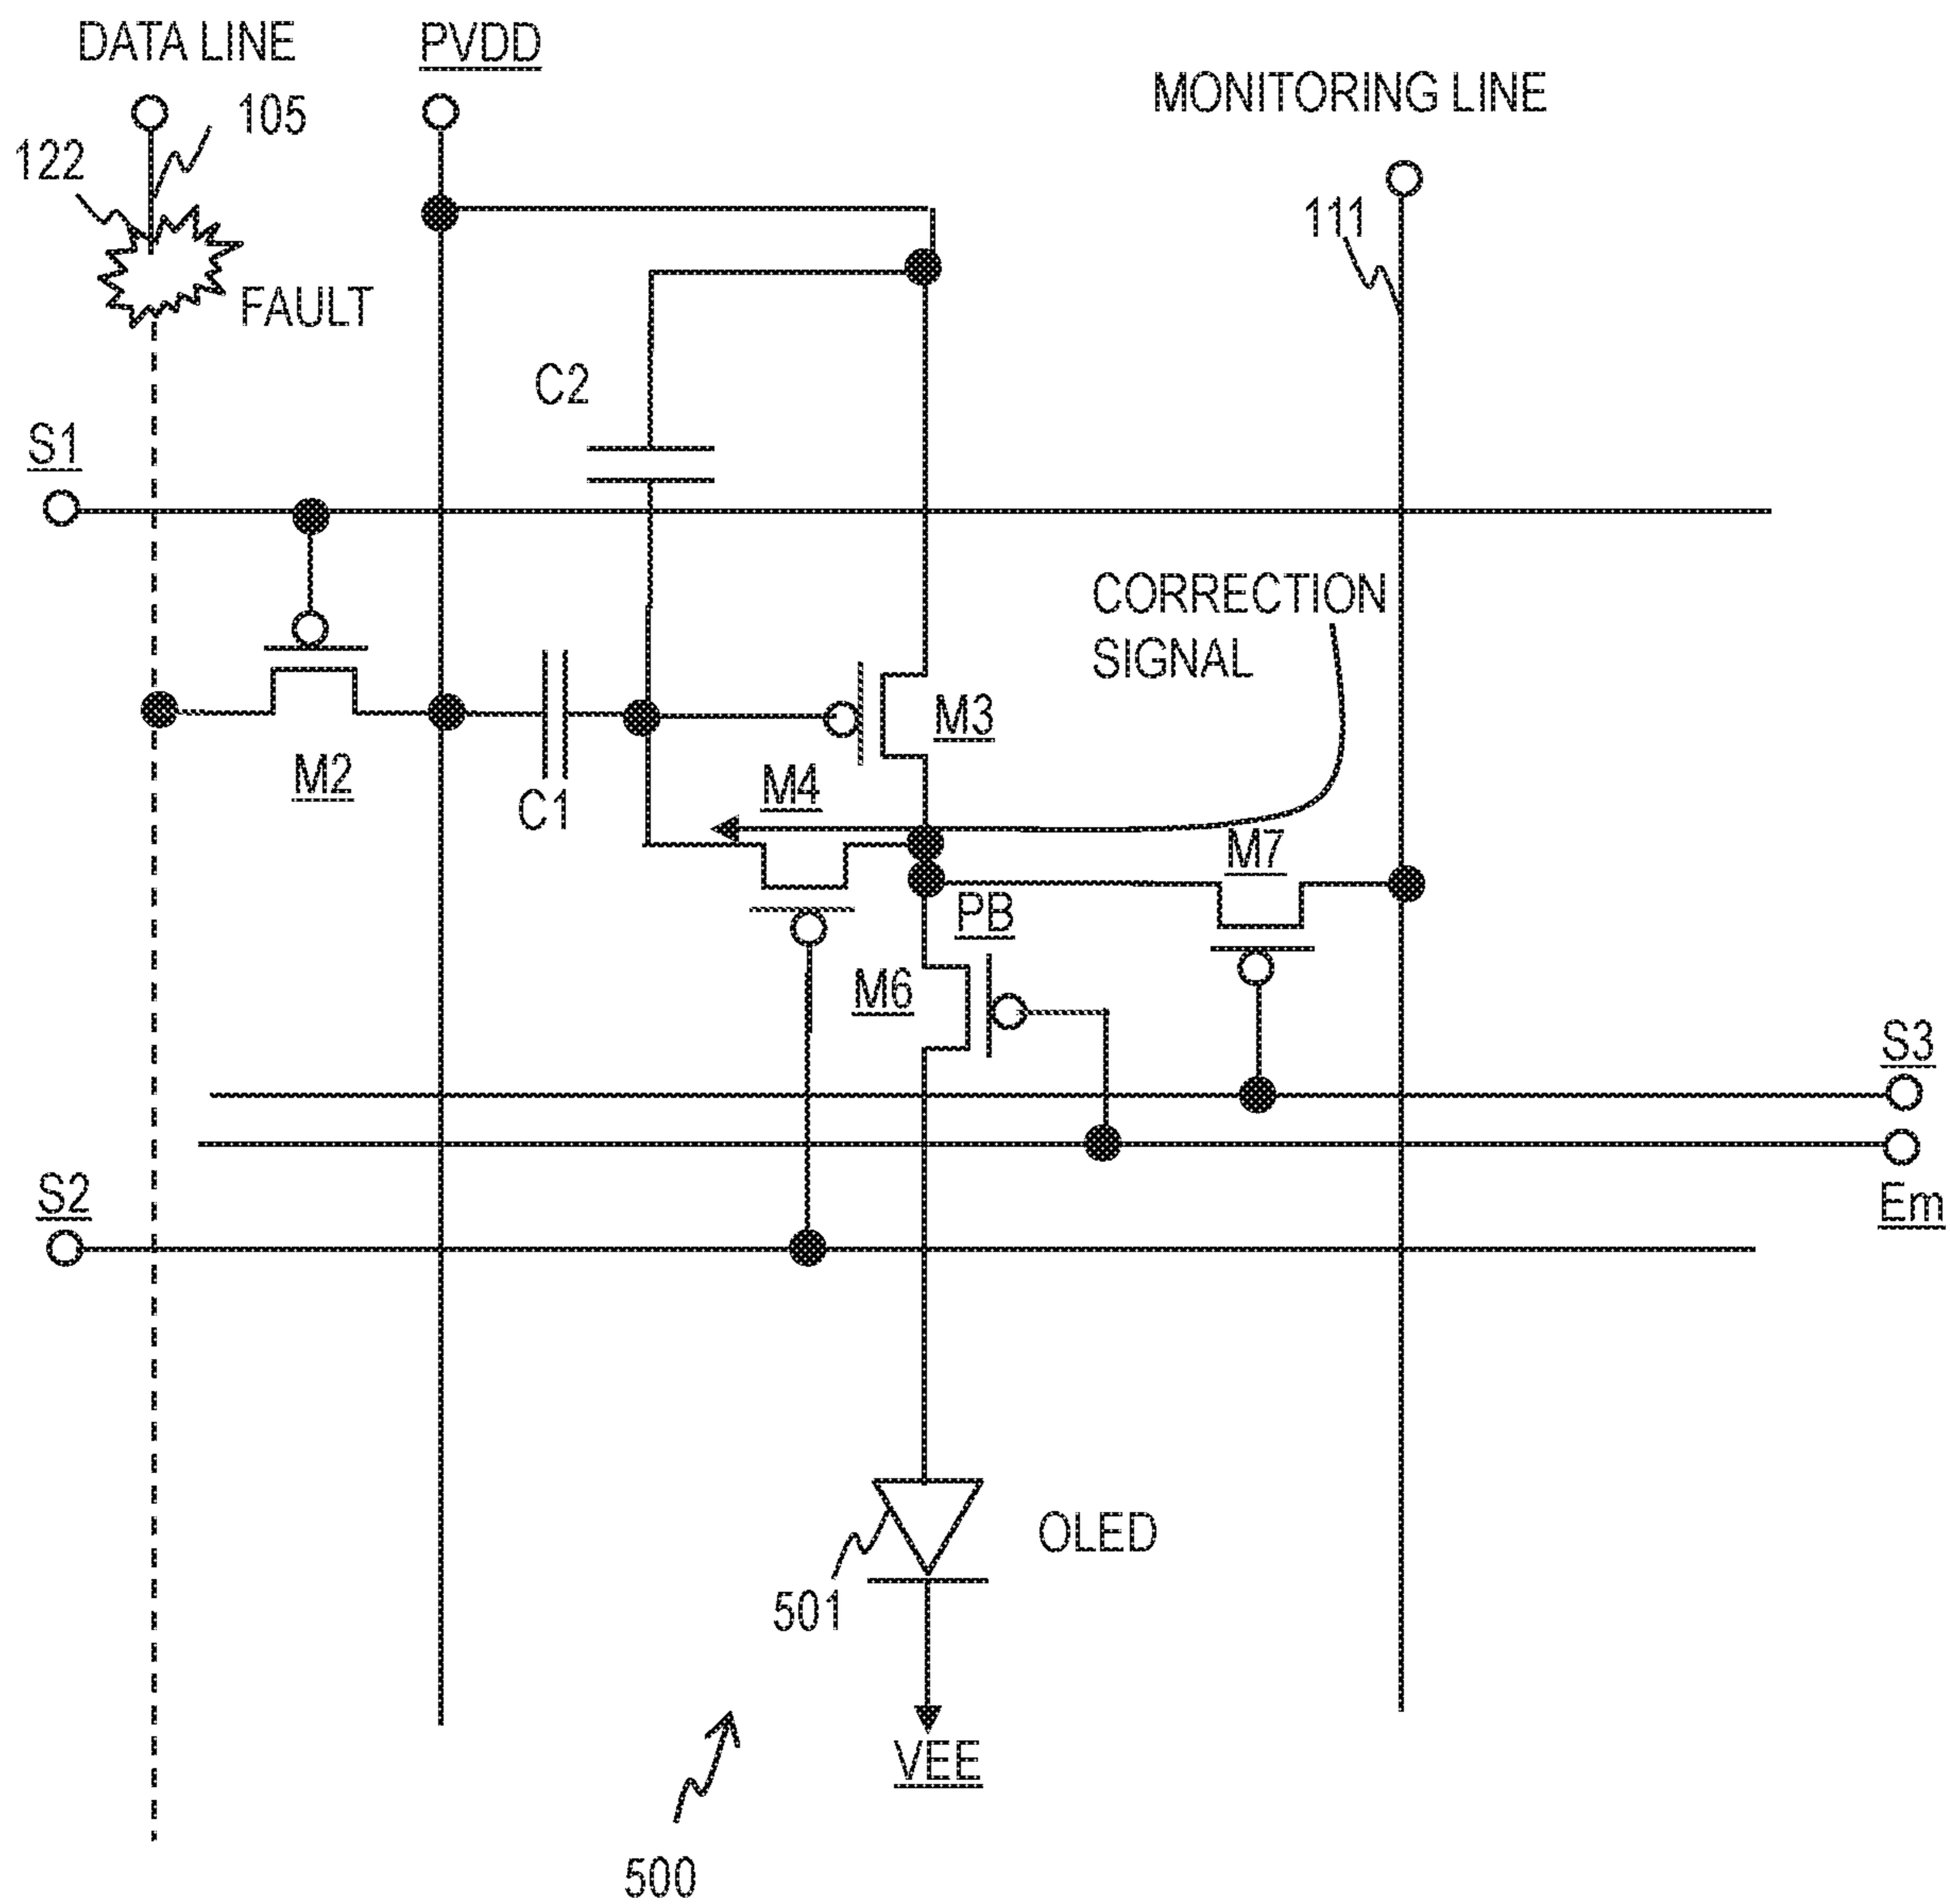 DATA LINE
PVDD
MONITORING LINE
105
122
111
FAULT
C2
S1
CORRECTION
SIGNAL
M3
M2
M4
C1
M7
PB
M6
S3
S2
Em
OLED
501
VEE
500